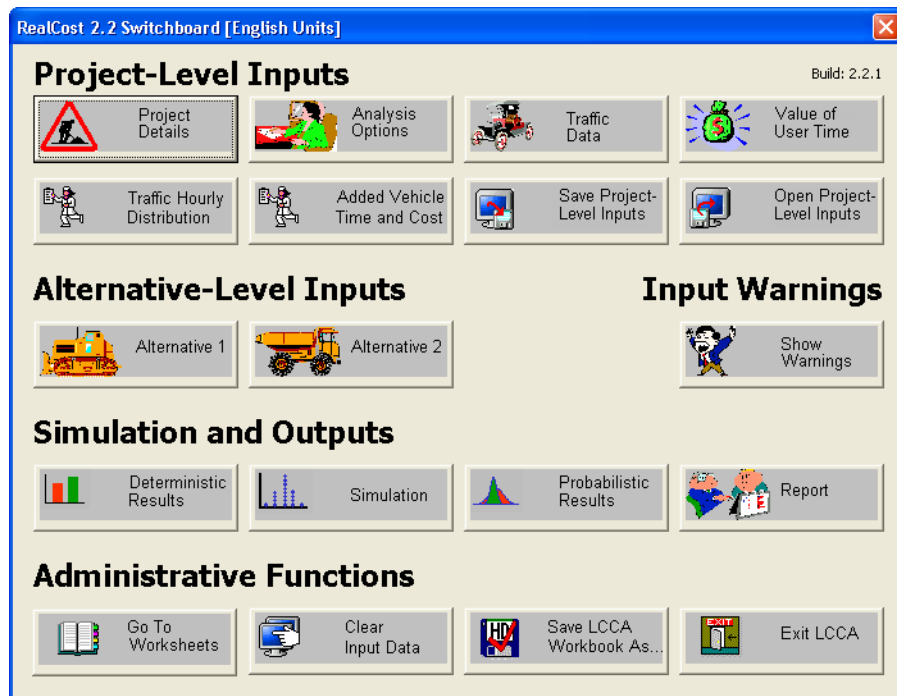 RealCost 2.2 Switchboard [English Units]
Project-Level Inputs
Build: 2.2.1
Project
Details
Analysis
Options
Traffic
Data
Value of
User Time
Traffic Hourly
Distribution
Added Vehicle
Time and Cost
Save Project-
Level Inputs
Open Project-
Level Inputs
Alternative-Level Inputs
Input Warnings
Alternative 1
Alternative 2
Show
Warnings
Simulation and Outputs
Deterministic
Results
Simulation
Probabilistic
Results
Report
Administrative Functions
Go To
Worksheets
Clear
Input Data
HD
Save LCCA
Workbook As...
EXIT
Exit LCCA